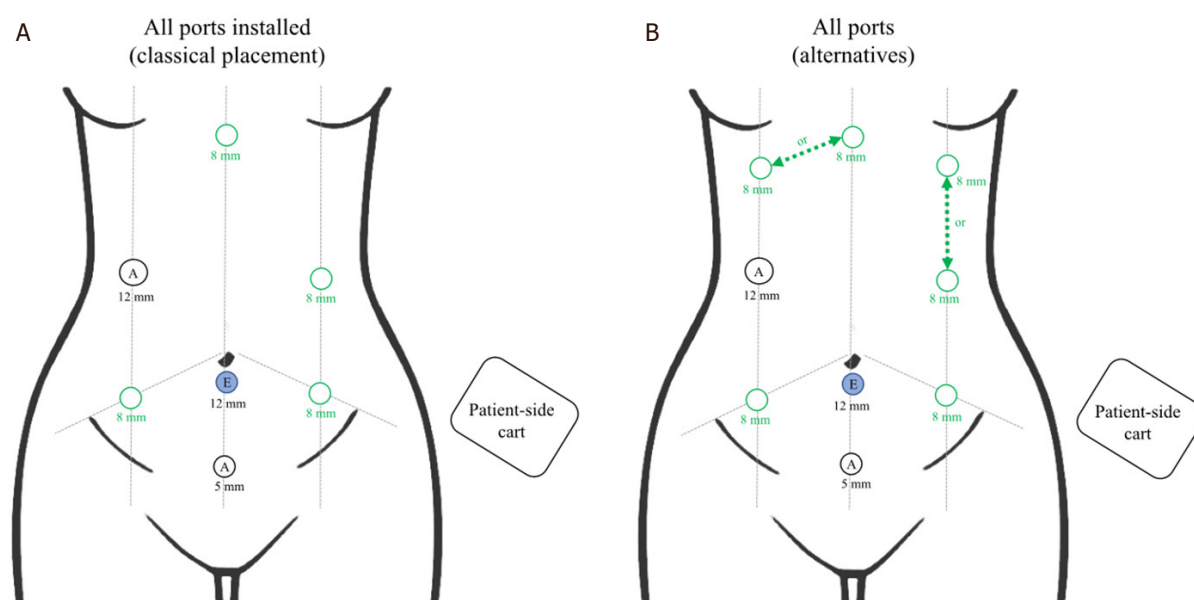 A
All ports installed
(classical placement)
8 mm
A
12 mm
8 mm
E
12 mm
8 mm
8 mm
A
5 mm
Patient-side
cart
B
All ports
(alternatives)
or
8 mm
8 mm
8 mm
or
A
12 mm
8 mm
E
12 mm
8 mm
8 mm
A
5 mm
Patient-side
cart